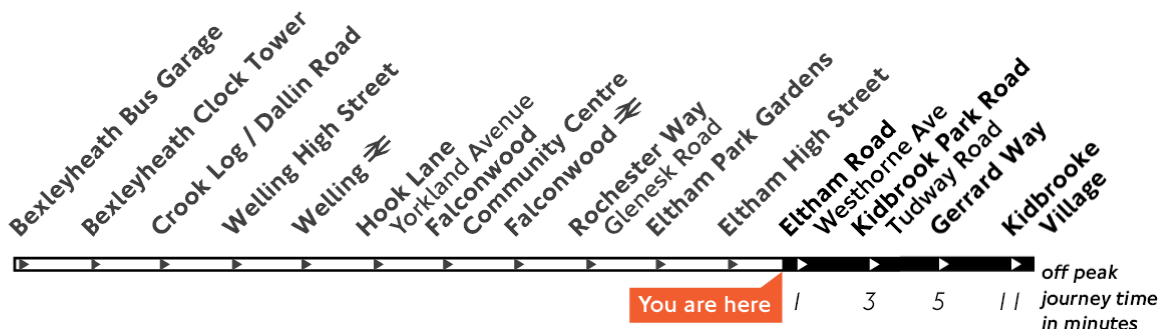 Bexleyheath Bus Garage
Bexleyheath Clock Tower
Crook Log / Dallin Road
Welling High Street
Welling
Hook Lane
Yorkland Avenue
Falconwood
Community Centre
Falconwood
Rochester Way
Glenesk Road
Eltham Park Gardens
Eltham High Street
Eltham Road
Westhorne Ave
Kidbrook Park Road
Tudway Road
Gerrard Way
Kidbrooke
Village
You are here
1 3 5 11
off peak
journey time
in minutes